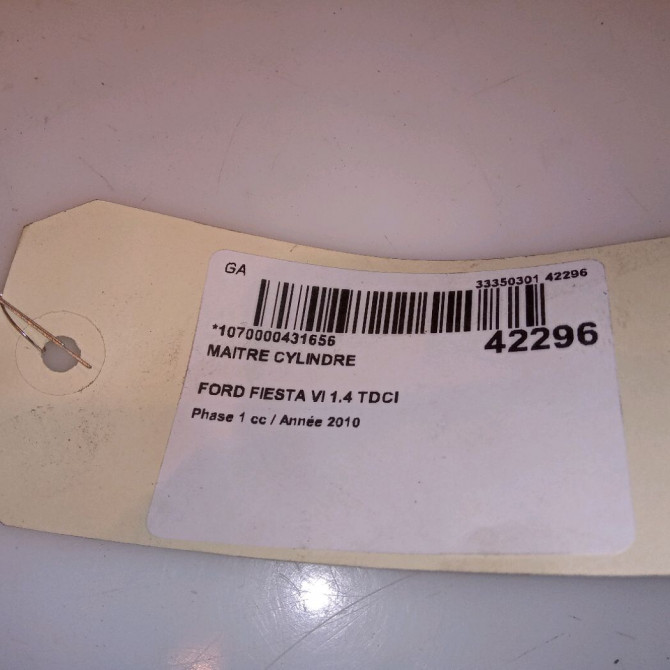 GA
33350301 42296
*1070000431656
42296
MAITRE CYLINDRE
FORD FIESTA VI 1.4 TDCI
Phase 1 cc / Année 2010